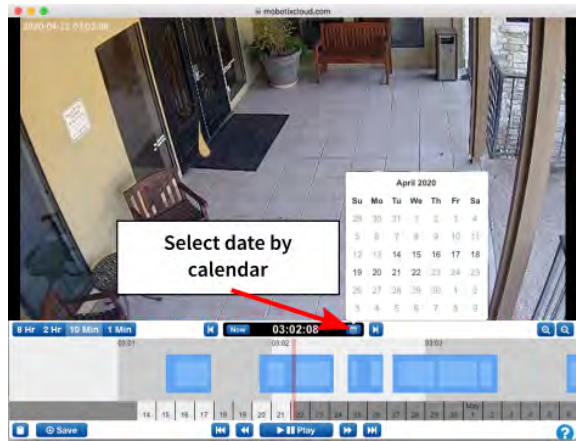 mobotixcloud.com
2020-04-22 03:02:08
April 2020
Su Mo Tu We Th Fr Sa
29 30 31 1 2 3 4
5 6 7 8 9 10 11
12 13 14 15 16 17 18
19 20 21 22 23 24 25
26 27 28 29 30 1 2
3 4 5 6 7 8 9
Select date by
calendar
8 Hr 2 Hr 10 Min 1 Min Now 03:02:08
03:01 03:02 03:03
May
14 15 16 17 18 19 20 21 22 23 24 25 26 27 28 29 30 1 2 3 4 5 6
Save Play ?